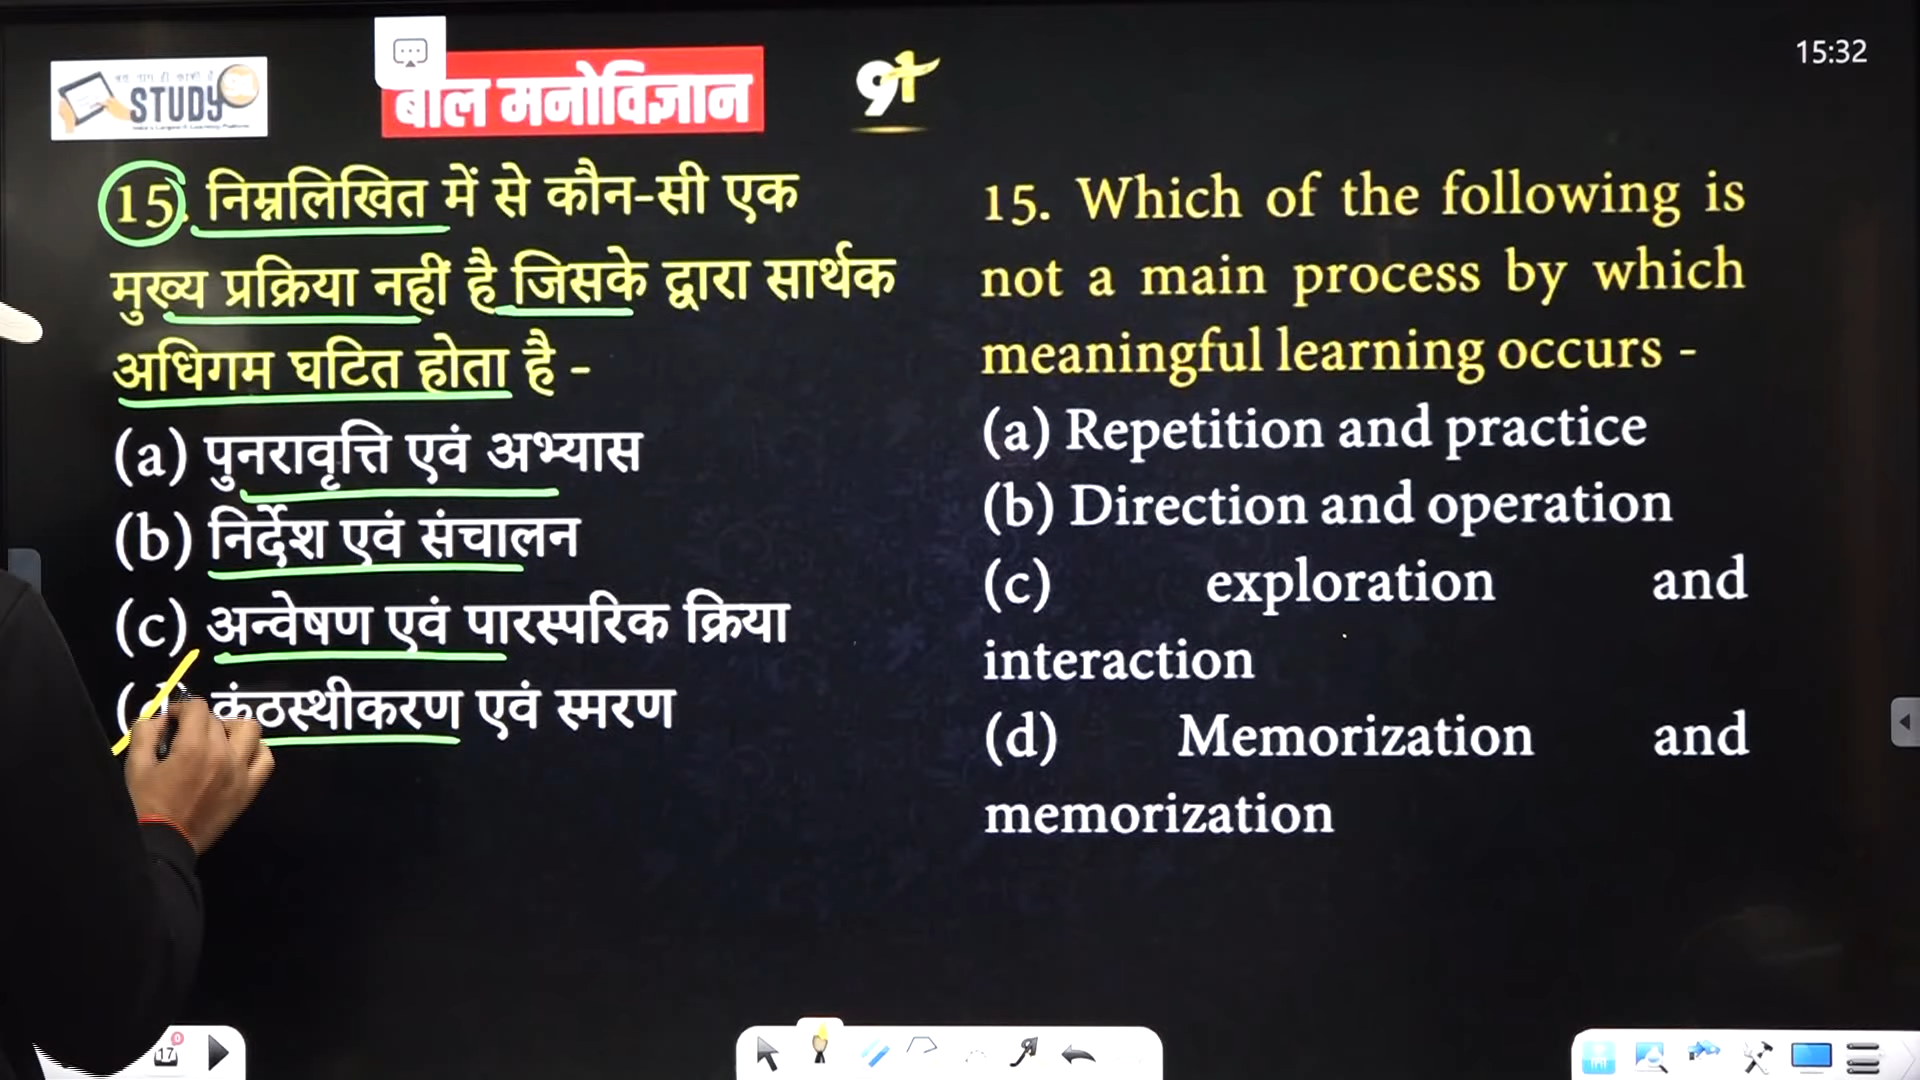 15:32
STUDY
91
बाल मनोविज्ञान
15. निम्नलिखित में से कौन-सी एक
मुख्य प्रक्रिया नहीं है जिसके द्वारा सार्थक
अधिगम घटित होता है -
(a) पुनरावृत्ति एवं अभ्यास
(b) निर्देश एवं संचालन
(c) अन्वेषण एवं पारस्परिक क्रिया
(d) कंठस्थीकरण एवं स्मरण
15. Which of the following is
not a main process by which
meaningful learning occurs -
(a) Repetition and practice
(b) Direction and operation
(c) exploration and
interaction
(d) Memorization and
memorization
17